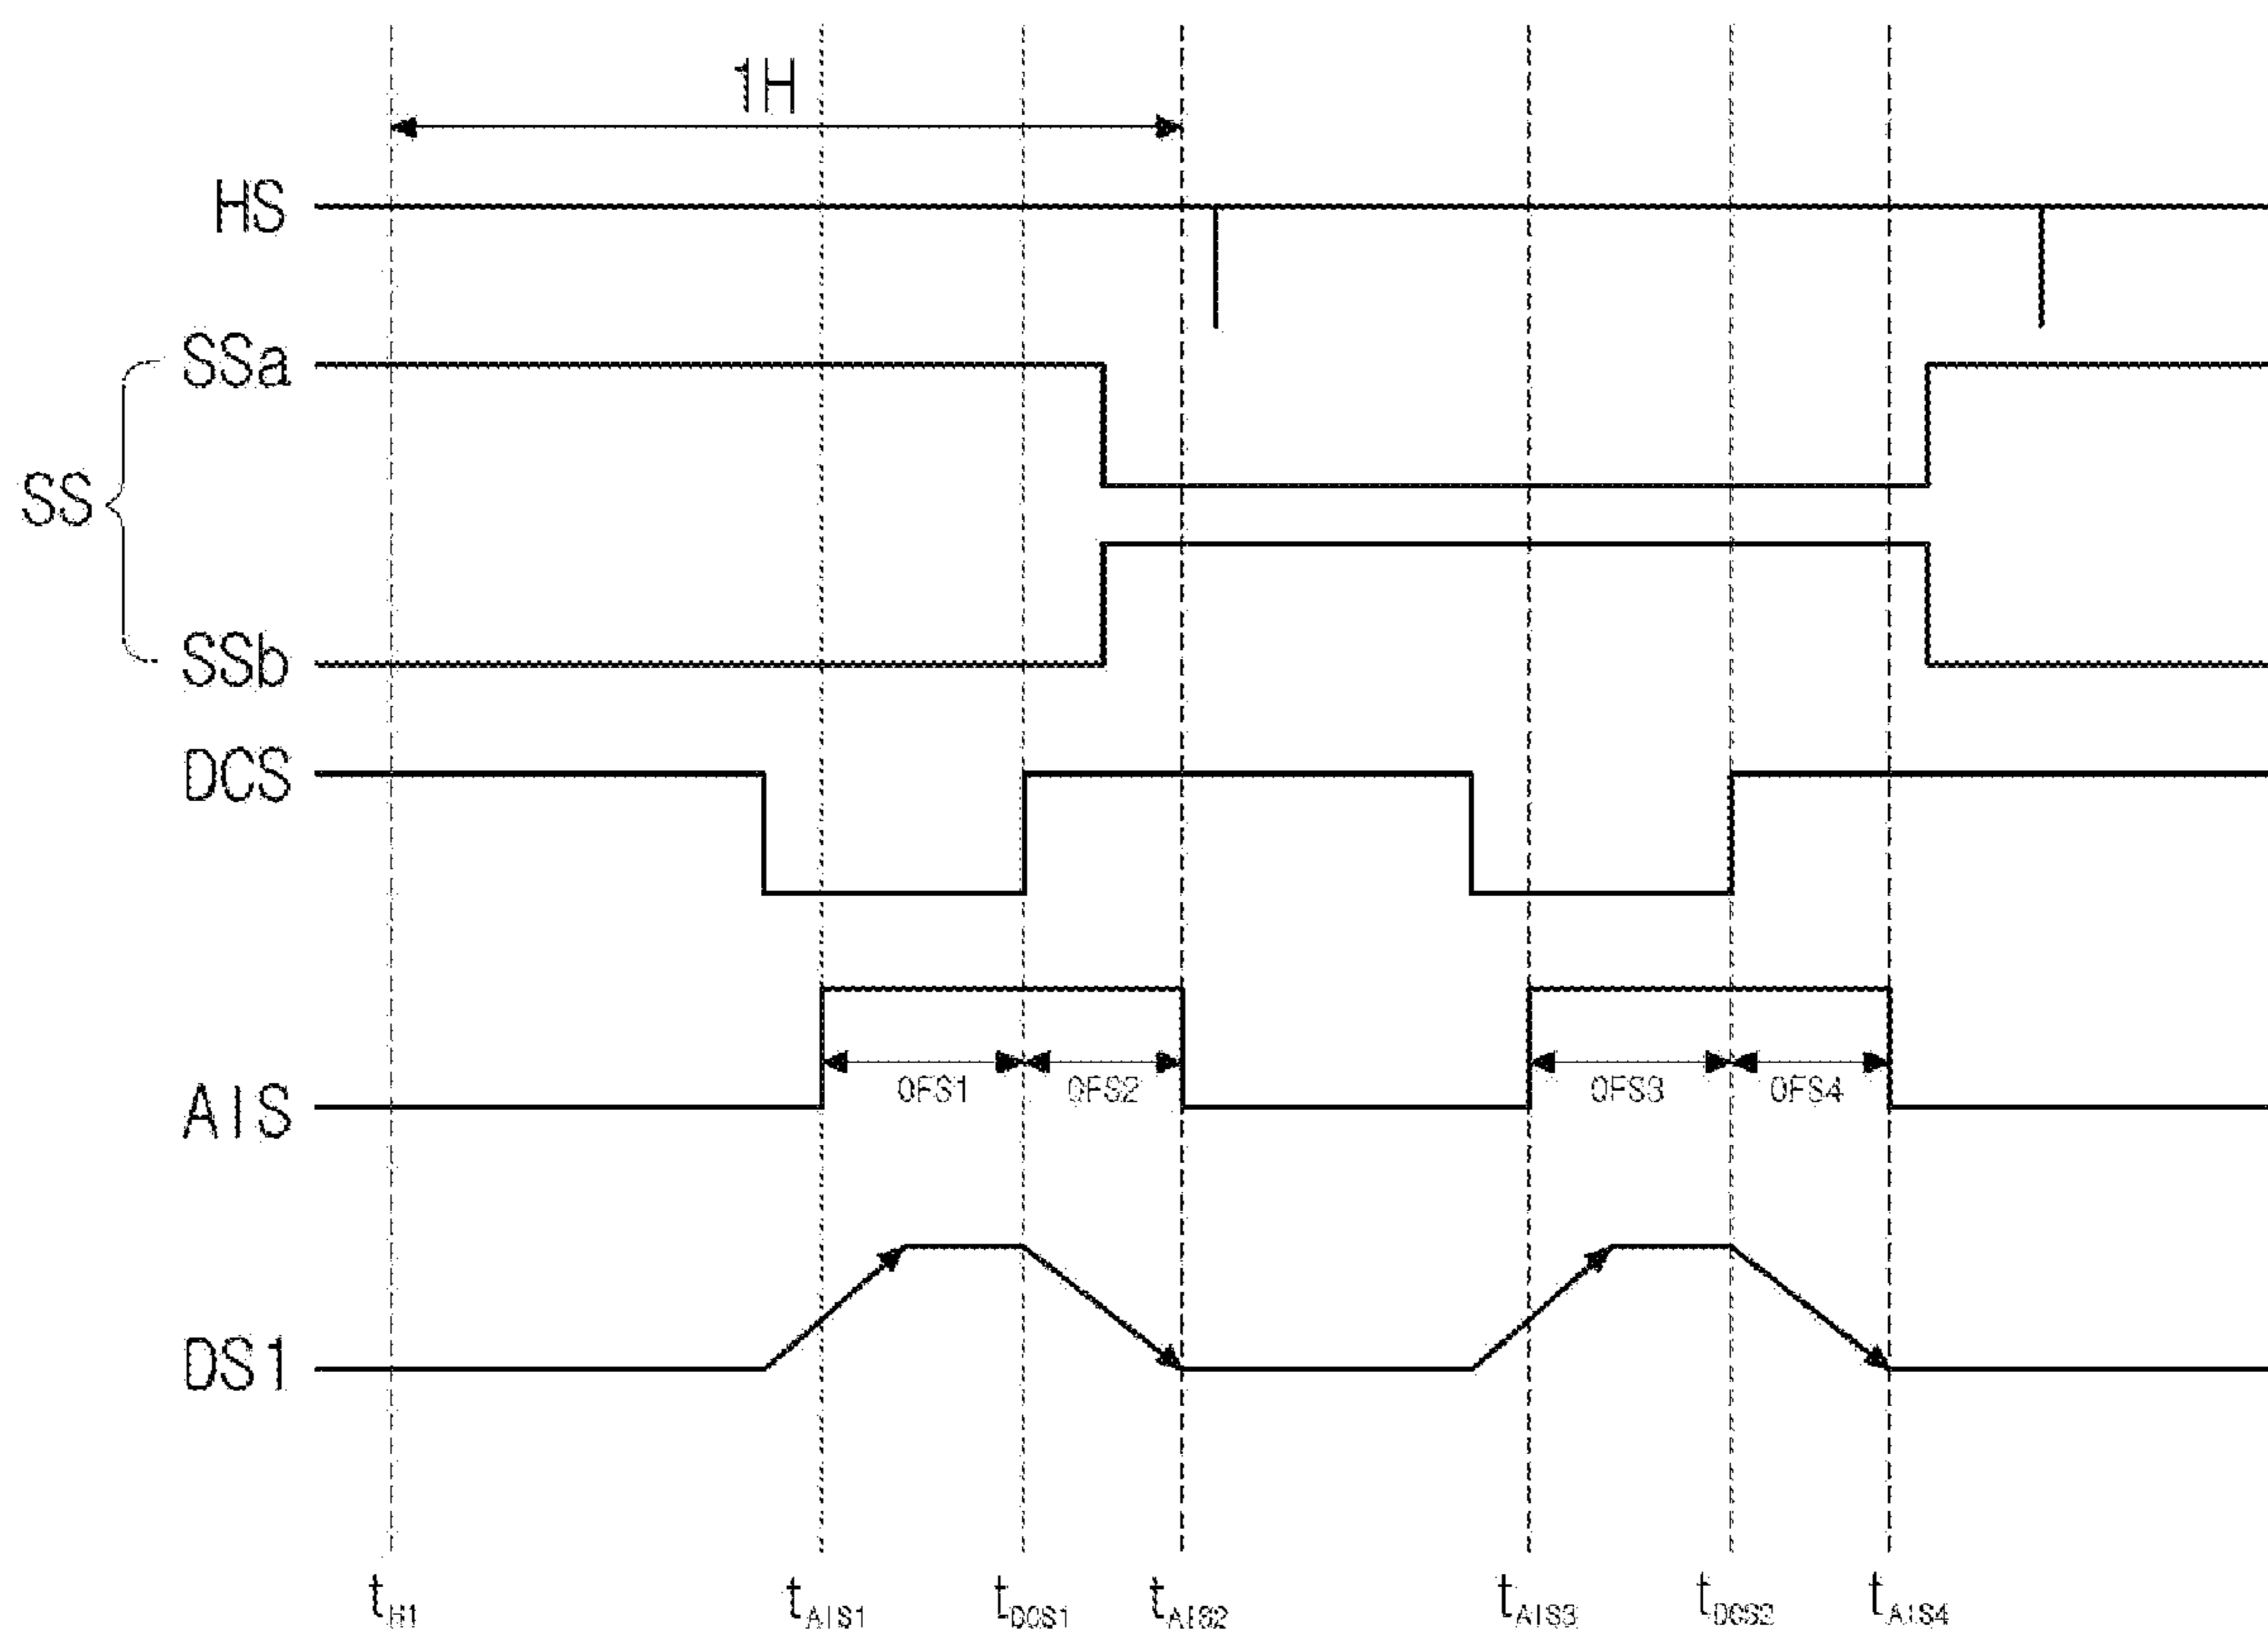 1H
HS
SSa
SS
SSb
DCS
AIS
OFS1 OFS2 OFS3 OFS4
DS1
tH1 tAIS1 tDCS1 tAIS2 tAIS3 tDCS2 tAIS4